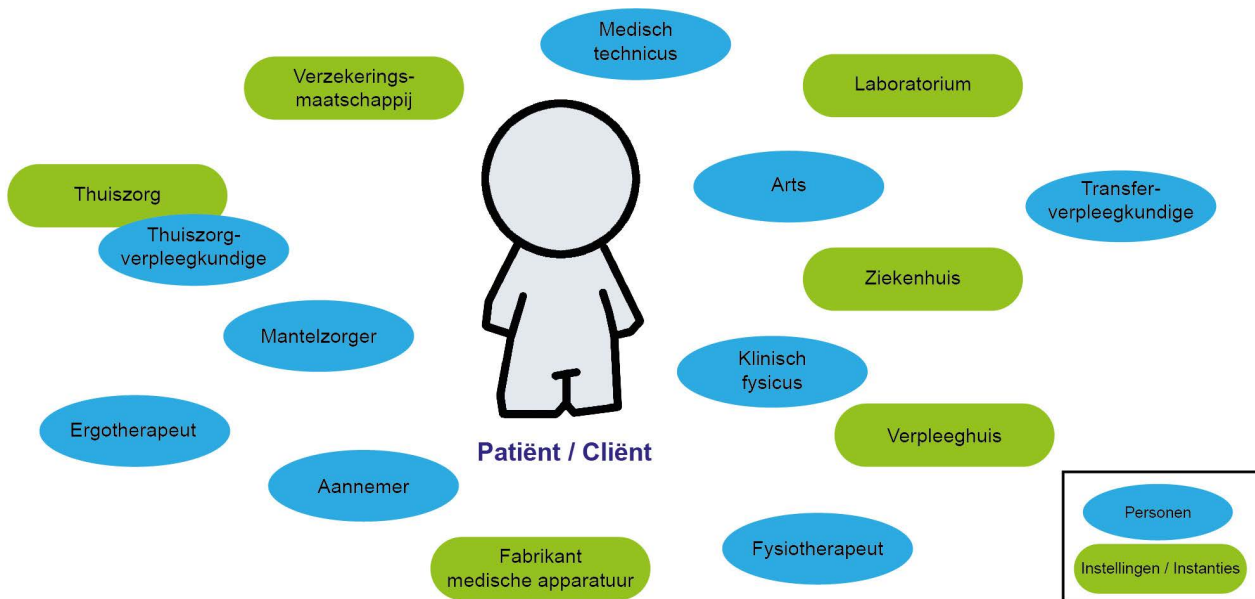 Medisch
technicus
Verzekerings-
maatschappij
Laboratorium
Thuiszorg
Arts
Transfer-
verpleegkundige
Thuiszorg-
verpleegkundige
Ziekenhuis
Mantelzorger
Klinisch
fysicus
Ergotherapeut
Verpleeghuis
Patiënt / Cliënt
Aannemer
Fabrikant
medische apparatuur
Fysiotherapeut
Personen
Instellingen / Instanties